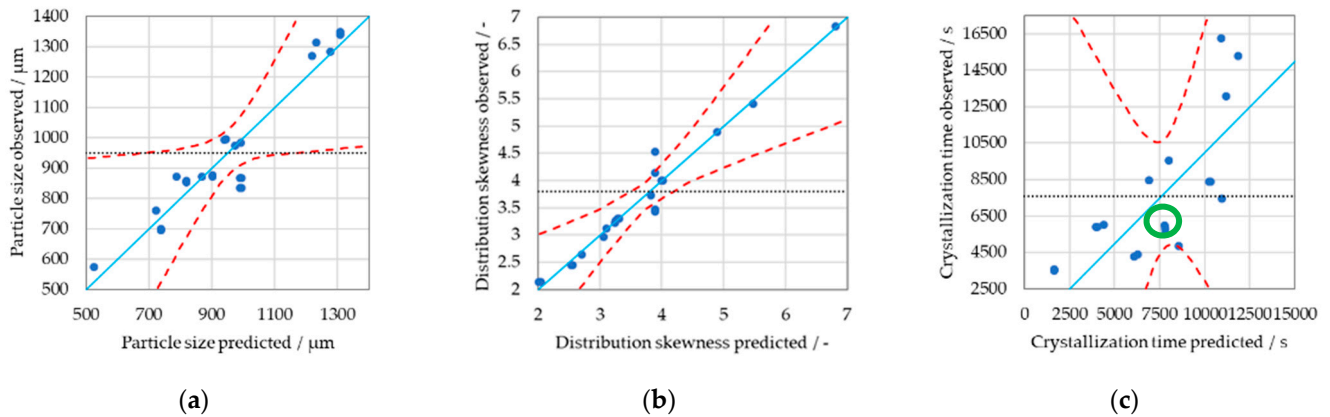 1400
1300
1200
1100
1000
900
800
700
600
500
500 700 900 1100 1300
Particle size observed / μm
Particle size predicted / μm
(a)
7
6.5
6
5.5
5
4.5
4
3.5
3
2.5
2
2 3 4 5 6 7
Distribution skewness observed / -
Distribution skewness predicted / -
(b)
16500
14500
12500
10500
8500
6500
4500
2500
0 2500 5000 7500 10000 12500 15000
Crystallization time observed / s
Crystallization time predicted / s
(c)